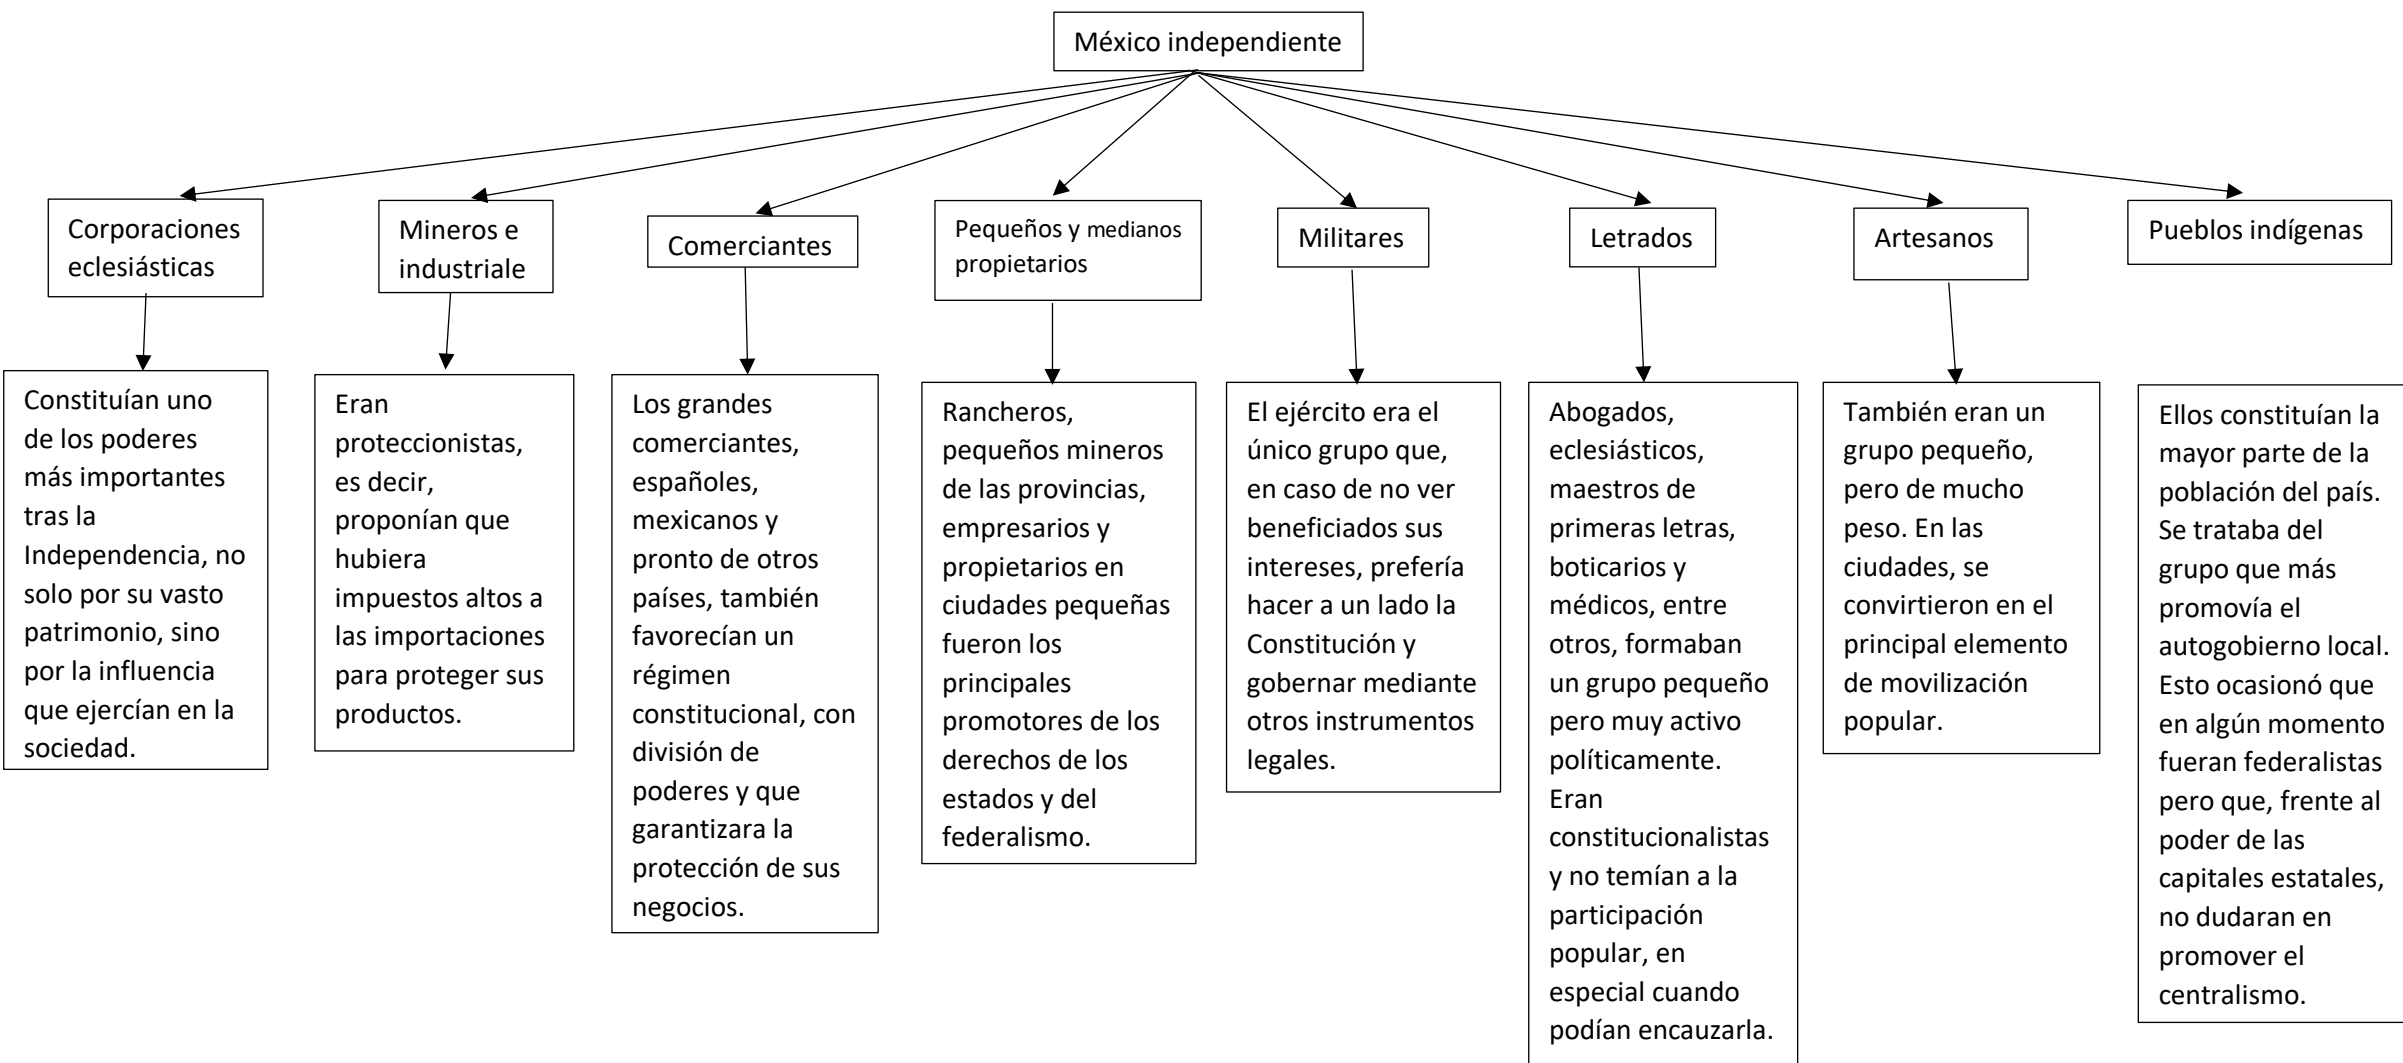 México independiente
Corporaciones
eclesiásticas
Mineros e
industriale
Comerciantes
Pequeños y medianos
propietarios
Militares
Letrados
Artesanos
Pueblos indígenas
Constituían uno
de los poderes
más importantes
tras la
Independencia, no
solo por su vasto
patrimonio, sino
por la influencia
que ejercían en la
sociedad.
Eran
proteccionistas,
es decir,
proponían que
hubiera
impuestos altos a
las importaciones
para proteger sus
productos.
Los grandes
comerciantes,
españoles,
mexicanos y
pronto de otros
países, también
favorecían un
régimen
constitucional, con
división de
poderes y que
garantizara la
protección de sus
negocios.
Rancheros,
pequeños mineros
de las provincias,
empresarios y
propietarios en
ciudades pequeñas
fueron los
principales
promotores de los
derechos de los
estados y del
federalismo.
El ejército era el
único grupo que,
en caso de no ver
beneficiados sus
intereses, prefería
hacer a un lado la
Constitución y
gobernar mediante
otros instrumentos
legales.
Abogados,
eclesiásticos,
maestros de
primeras letras,
boticarios y
médicos, entre
otros, formaban
un grupo pequeño
pero muy activo
políticamente.
Eran
constitucionalistas
y no temían a la
participación
popular, en
especial cuando
podían encauzarla.
También eran un
grupo pequeño,
pero de mucho
peso. En las
ciudades, se
convirtieron en el
principal elemento
de movilización
popular.
Ellos constituían la
mayor parte de la
población del país.
Se trataba del
grupo que más
promovía el
autogobierno local.
Esto ocasionó que
en algún momento
fueran federalistas
pero que, frente al
poder de las
capitales estatales,
no dudaran en
promover el
centralismo.